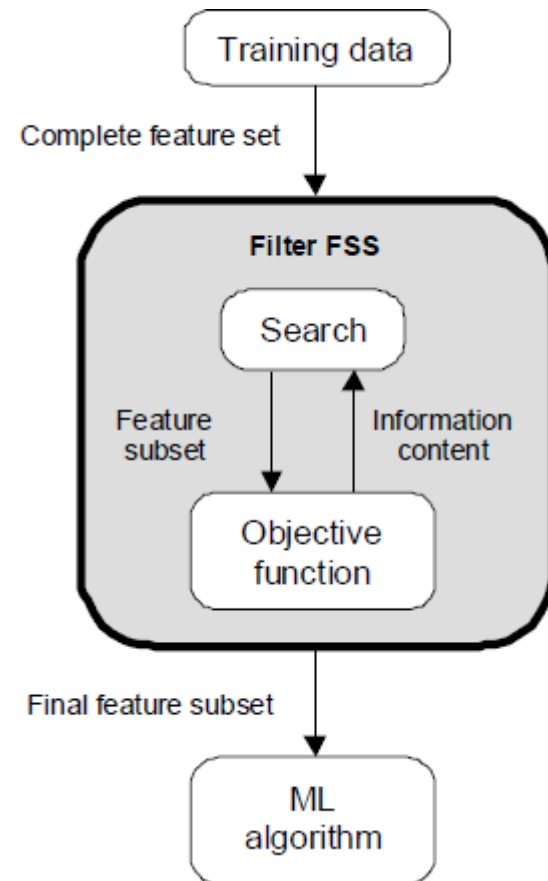 Training data
Complete feature set
Filter FSS
Search
Feature
subset
Information
content
Objective
function
Final feature subset
ML
algorithm